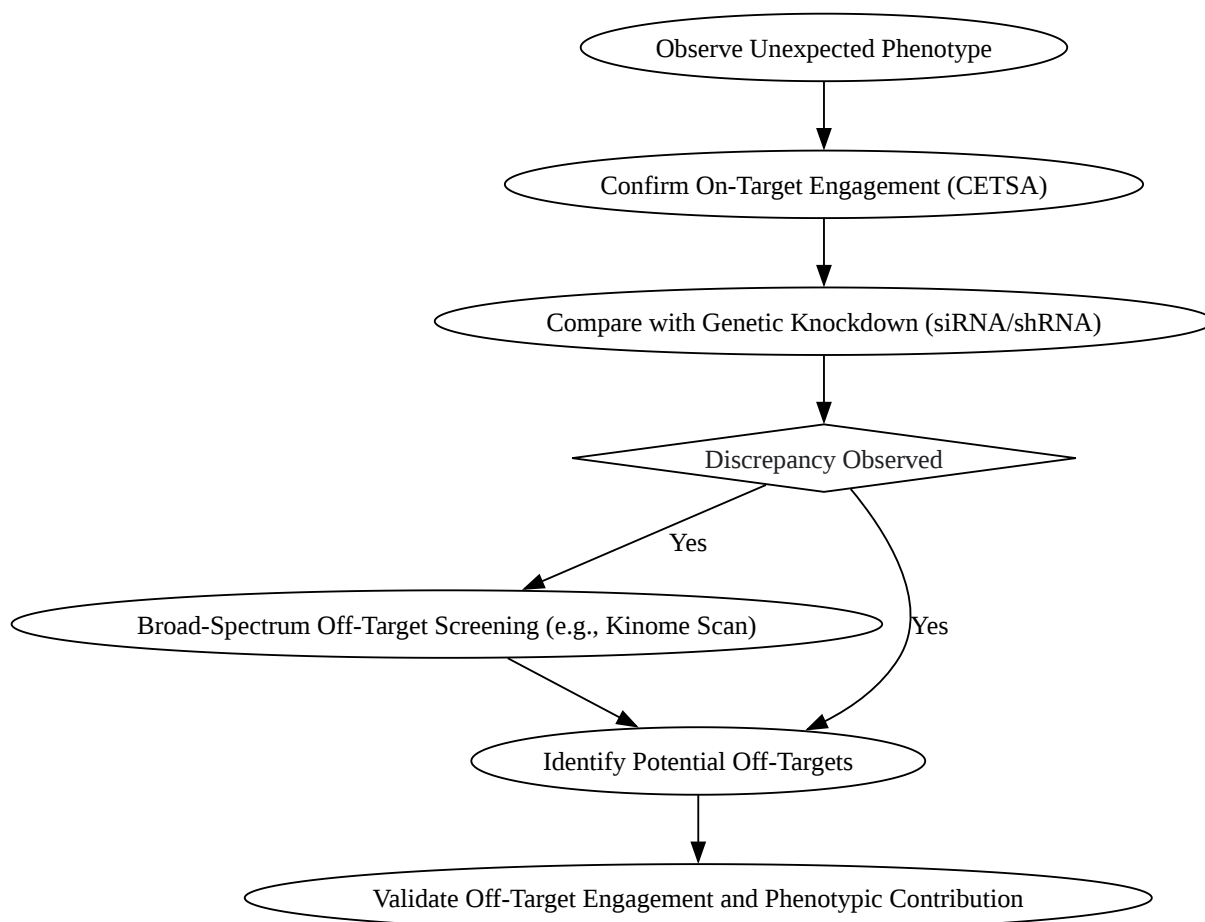 Observe Unexpected Phenotype
Confirm On-Target Engagement (CETSA)
Compare with Genetic Knockdown (siRNA/shRNA)
Discrepancy Observed
Yes
Broad-Spectrum Off-Target Screening (e.g., Kinome Scan)
Yes
Identify Potential Off-Targets
Validate Off-Target Engagement and Phenotypic Contribution